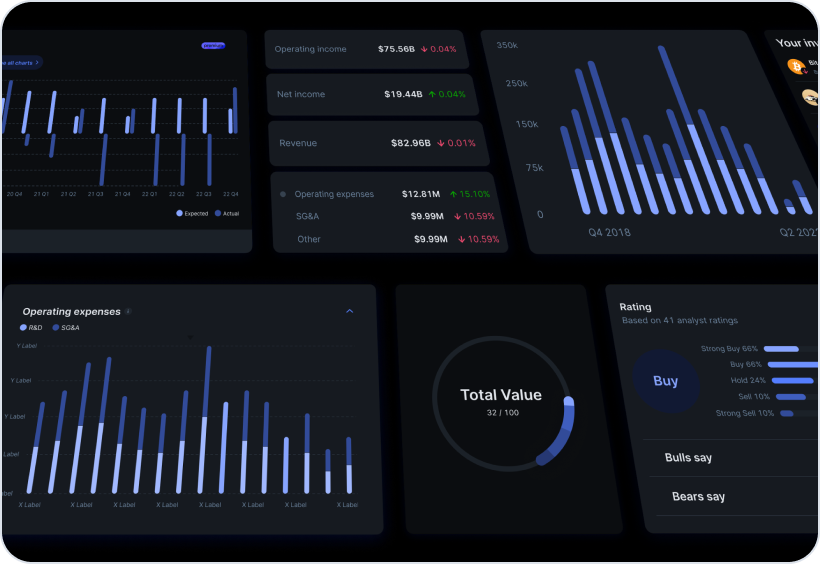 w all charts >
20 Q4 21 Q1 21 Q2 21 Q3 21 Q4 22 Q1 22 Q2 22 Q3 22 Q4
Expected Actual
Operating income $75.56B ↓ 0.04%
Net income $19.44B ↑ 0.04%
Revenue $82.96B ↓ 0.01%
Operating expenses $12.81M ↑ 15.10%
SG&A $9.99M ↓ 10.59%
Other $9.99M ↓ 10.59%
350k
250k
150k
75k
0
Q4 2018 Q2 202
Your inv
Bit
Operating expenses
R&D SG&A
Y Label
Y Label
Y Label
Label
abel
X Label X Label X Label X Label X Label X Label X Label X Label
Total Value
32 / 100
Rating
Based on 41 analyst ratings
Buy
Strong Buy 66%
Buy 66%
Hold 24%
Sell 10%
Strong Sell 10%
Bulls say
Bears say